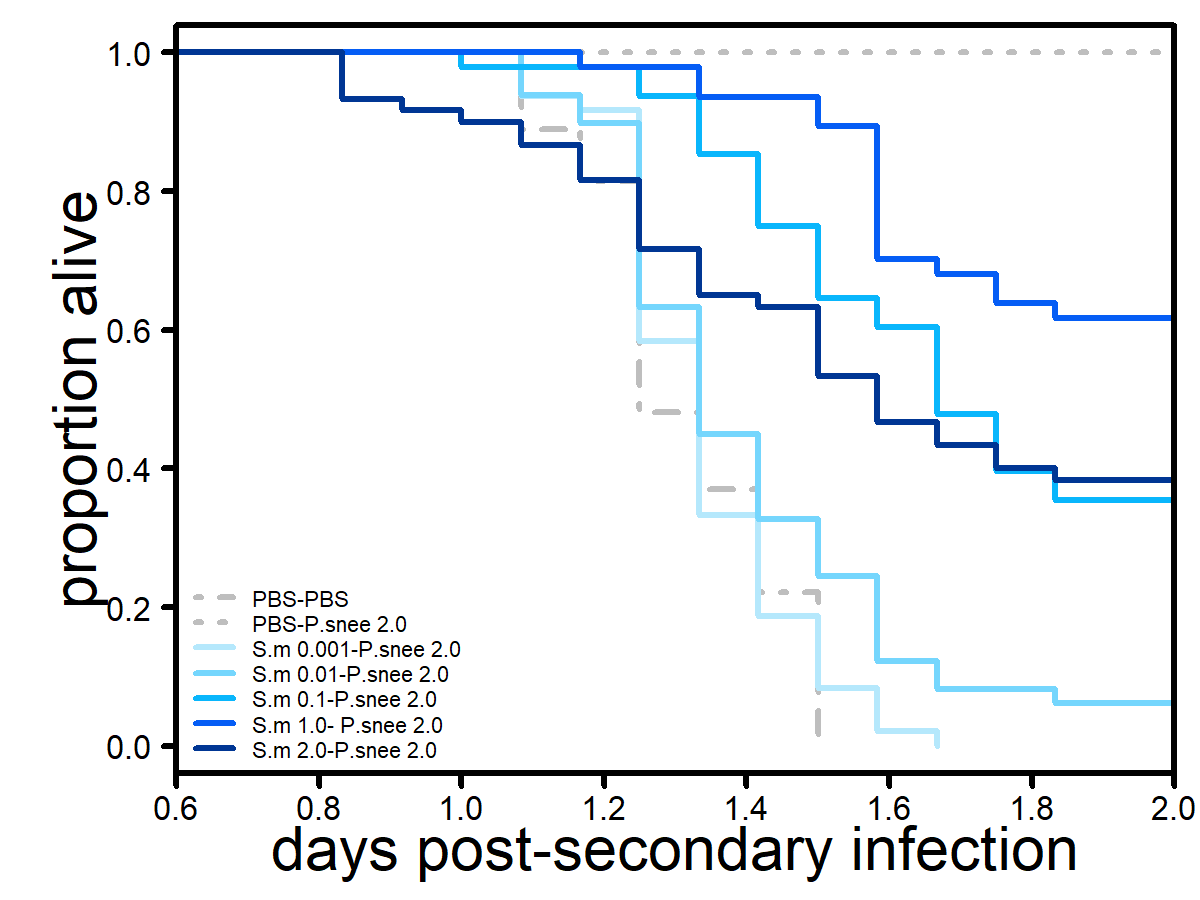 proportion alive
1.0
0.8
0.6
0.4
0.2
0.0
PBS-PBS
PBS-P.snee 2.0
S.m 0.001-P.snee 2.0
S.m 0.01-P.snee 2.0
S.m 0.1-P.snee 2.0
S.m 1.0- P.snee 2.0
S.m 2.0-P.snee 2.0
0.6 0.8 1.0 1.2 1.4 1.6 1.8 2.0
days post-secondary infection